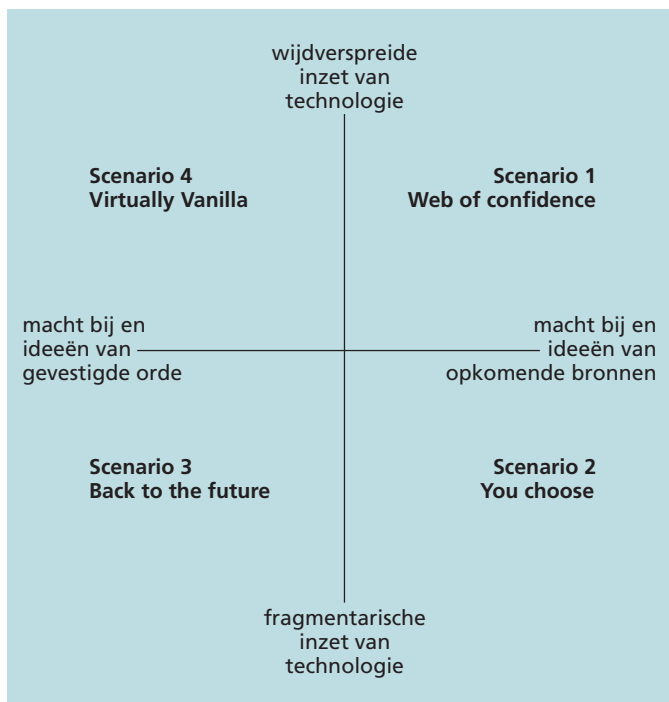 wijdverspreide
inzet van
technologie
Scenario 4
Virtually Vanilla
Scenario 1
Web of confidence
macht bij en
ideeën van
gevestigde orde
macht bij en
ideeën van
opkomende bronnen
Scenario 3
Back to the future
Scenario 2
You choose
fragmentarische
inzet van
technologie